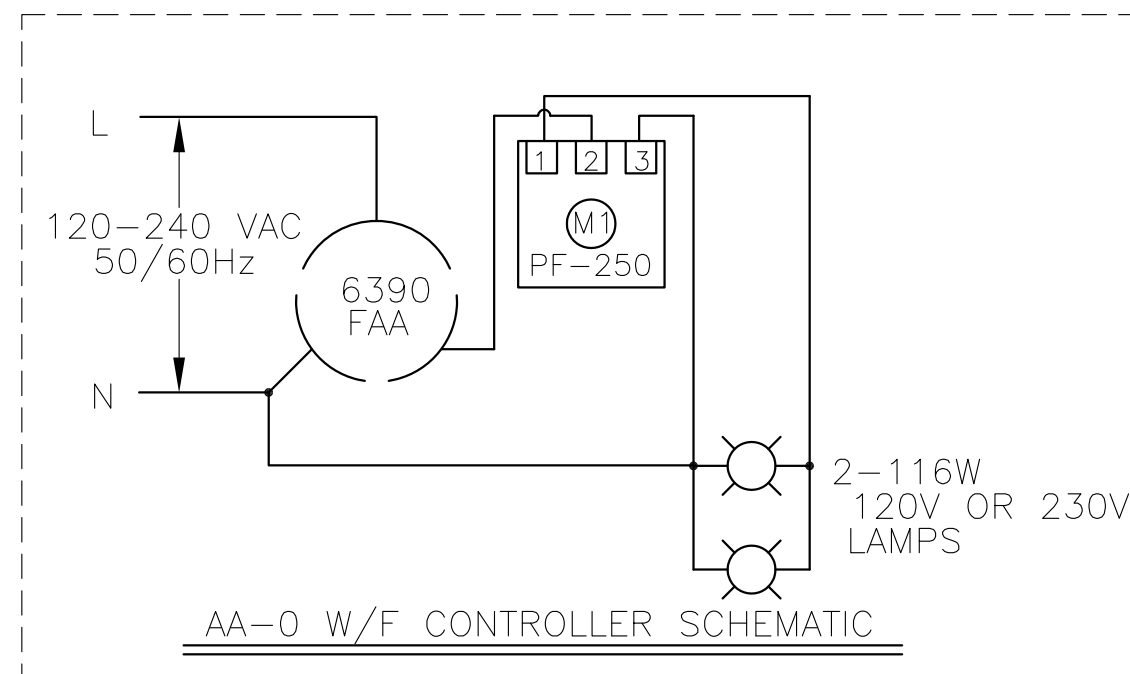 L
120-240 VAC
50/60Hz
N
6390
FAA
1
2
3
M1
PF-250
2-116W
120V OR 230V
LAMPS
AA-0 W/F CONTROLLER SCHEMATIC